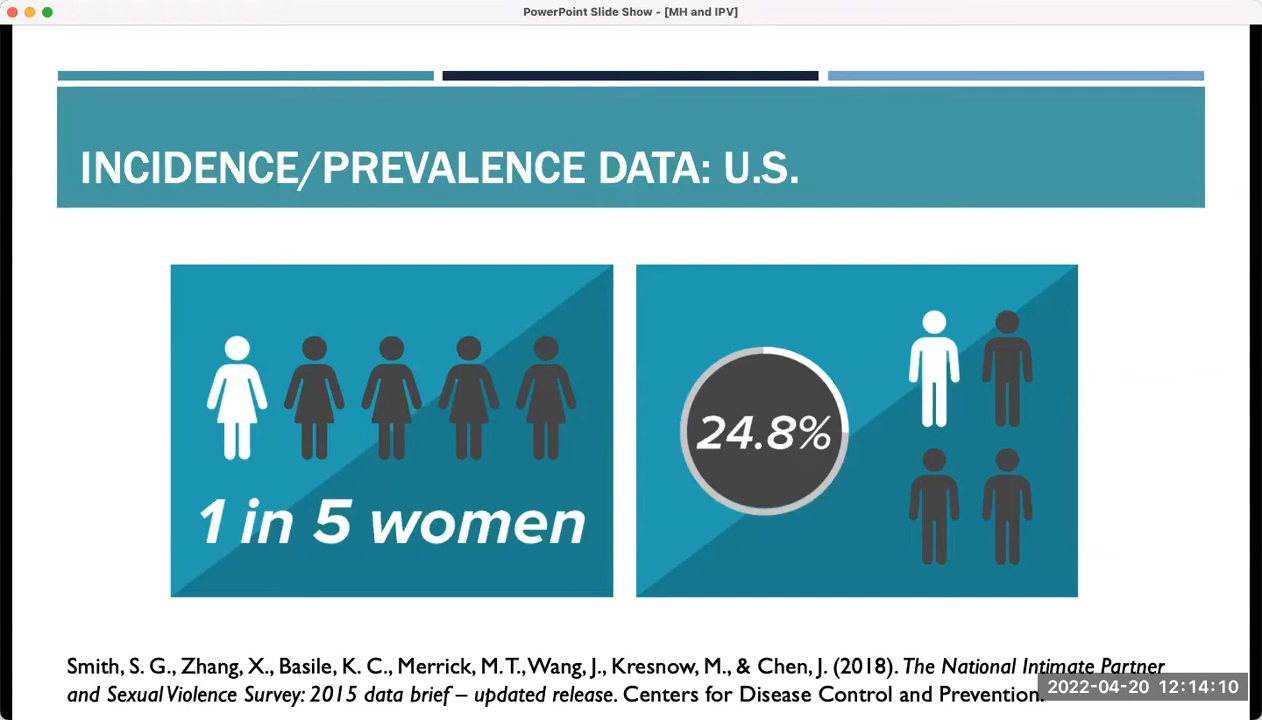 PowerPoint Slide Show - [MH and IPV]
INCIDENCE/PREVALENCE DATA: U.S.
24.8%
1 in 5 women
Smith, S. G., Zhang, X., Basile, K. C., Merrick, M. T., Wang, J., Kresnow, M., & Chen, J. (2018). The National Intimate Partner
and Sexual Violence Survey: 2015 data brief – updated release. Centers for Disease Control and Prevention.
2022-04-20 12:14:10